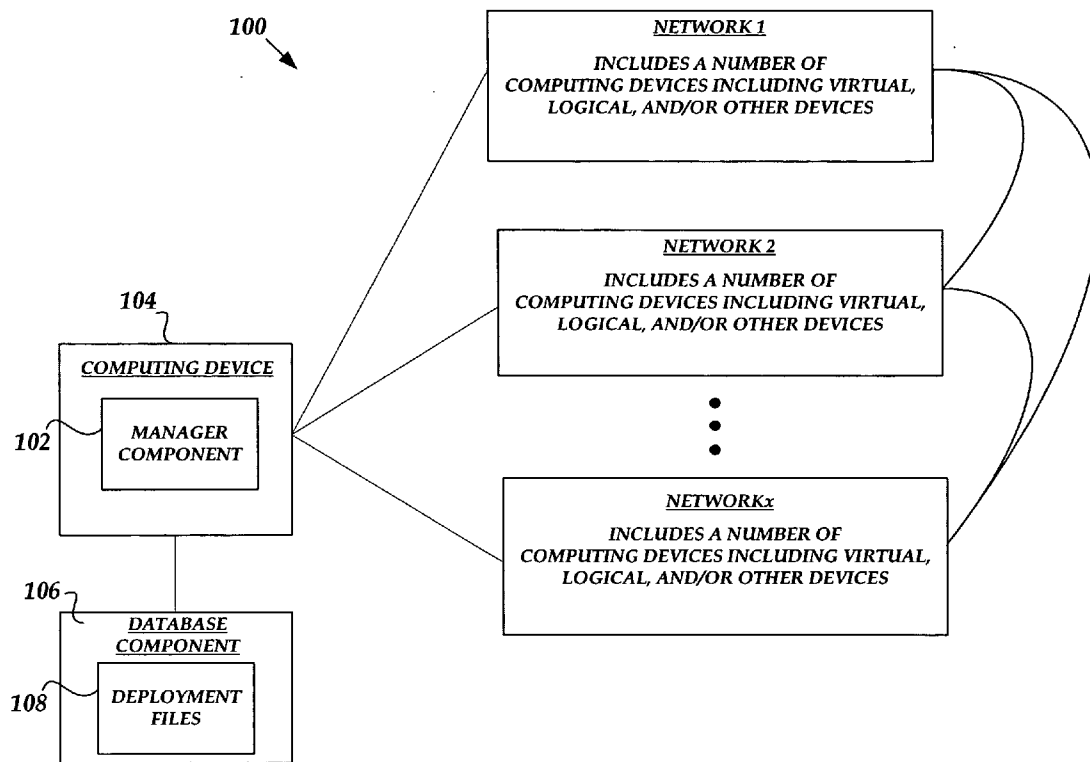 100
NETWORK 1
INCLUDES A NUMBER OF
COMPUTING DEVICES INCLUDING VIRTUAL,
LOGICAL, AND/OR OTHER DEVICES
NETWORK 2
INCLUDES A NUMBER OF
COMPUTING DEVICES INCLUDING VIRTUAL,
LOGICAL, AND/OR OTHER DEVICES
104
COMPUTING DEVICE
102
MANAGER
COMPONENT
NETWORKx
INCLUDES A NUMBER OF
COMPUTING DEVICES INCLUDING VIRTUAL,
LOGICAL, AND/OR OTHER DEVICES
106
DATABASE
COMPONENT
108
DEPLOYMENT
FILES